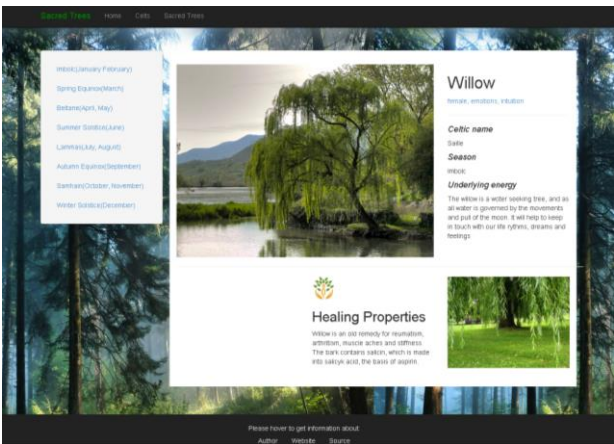 Sacred Trees Home Celts Sacred Trees
Imbolc(January February)
Spring Equinox(March)
Beltane(April, May)
Summer Solstice(June)
Lammas(July, August)
Autumn Equinox(September)
Samhain(October, November)
Winter Solstice(December)
Willow
female, emotions, intuition
Celtic name
Saille
Season
Imbolc
Underlying energy
The willow is a water seeking tree, and as
all water is governed by the movements
and pull of the moon. It will help to keep
in touch with our life rythms, dreams and
feelings
Healing Properties
Willow is an old remedy for reumatism,
arthritism, muscle aches and stiffness.
The bark contains salicin, which is made
into salicyk acid, the basis of aspirin
Please hover to get information about:
Author Website Source